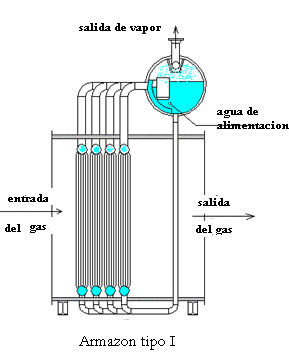 salida de vapor
agua de
alimentacion
entrada
del gas
salida
del gas
Armazon tipo I